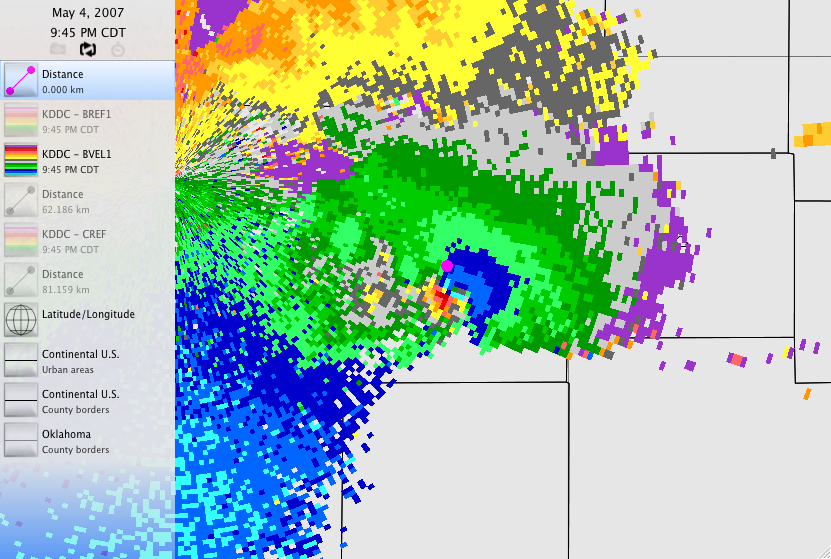 May 4, 2007
9:45 PM CDT
Distance
0.000 km
KDDC - BREF1
9:45 PM CDT
KDDC - BVEL1
9:45 PM CDT
Distance
62.186 km
KDDC - CREF
9:45 PM CDT
Distance
81.159 km
Latitude/Longitude
Continental U.S.
Urban areas
Continental U.S.
County borders
Oklahoma
County borders